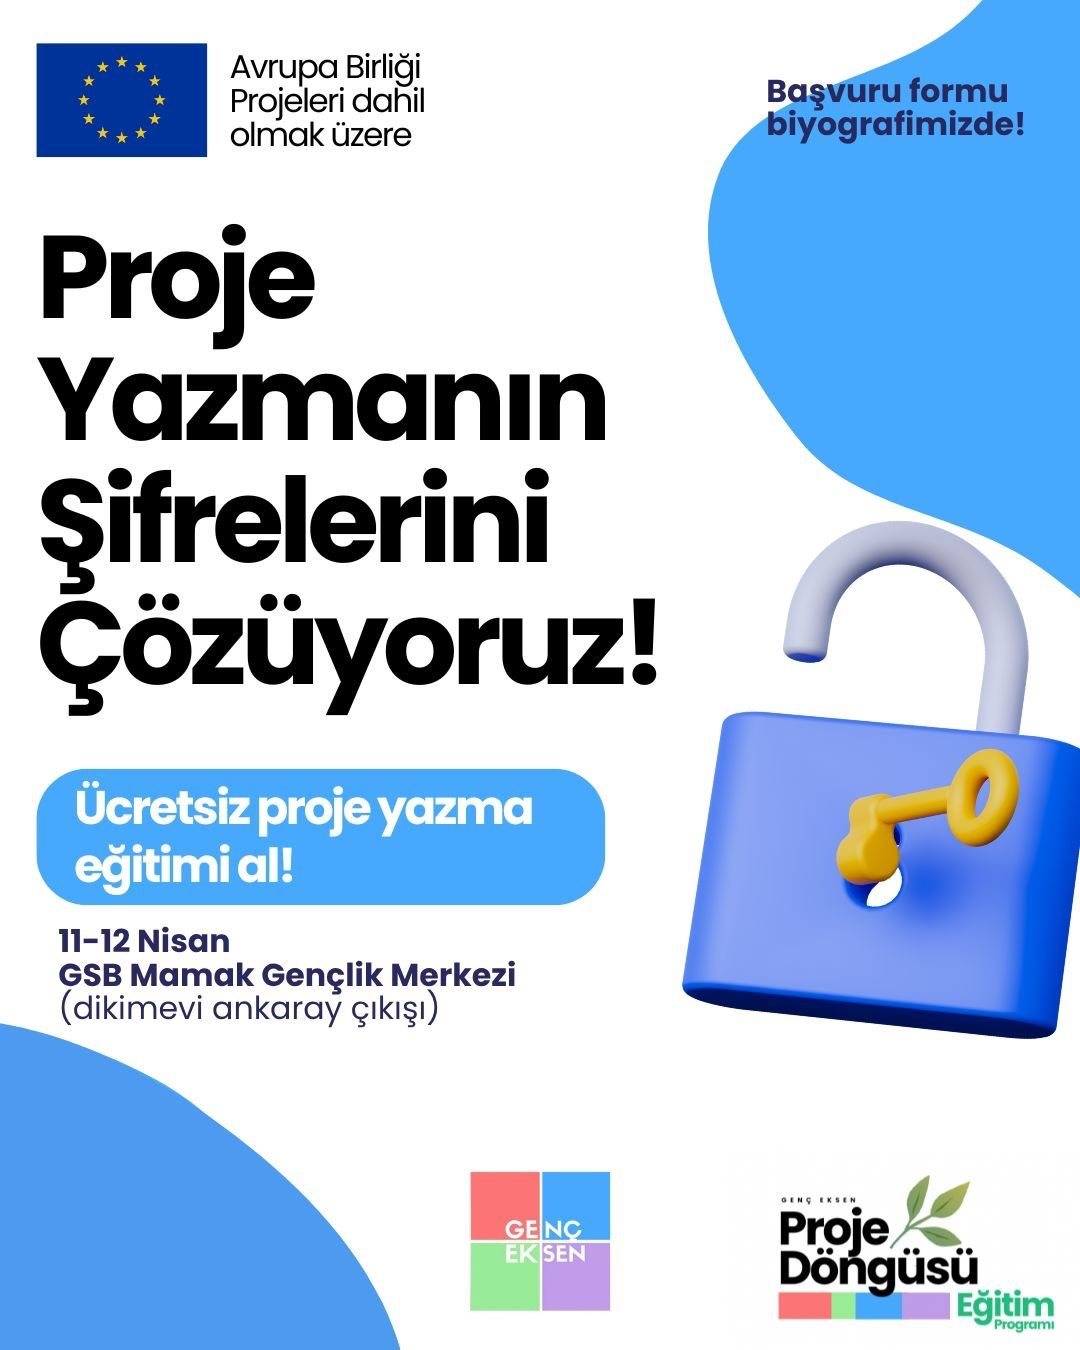 Avrupa Birliği
Projeleri dahil
olmak üzere
Başvuru formu
biyografimizde!
Proje
Yazmanın
Şifrelerini
Çözüyoruz!
Ücretsiz proje yazma
eğitimi al!
11-12 Nisan
GSB Mamak Gençlik Merkezi
(dikimevi ankaray çıkışı)
GENÇ
EKSEN
GENÇ EKSEN
Proje
Döngüsü
Eğitim
Programı